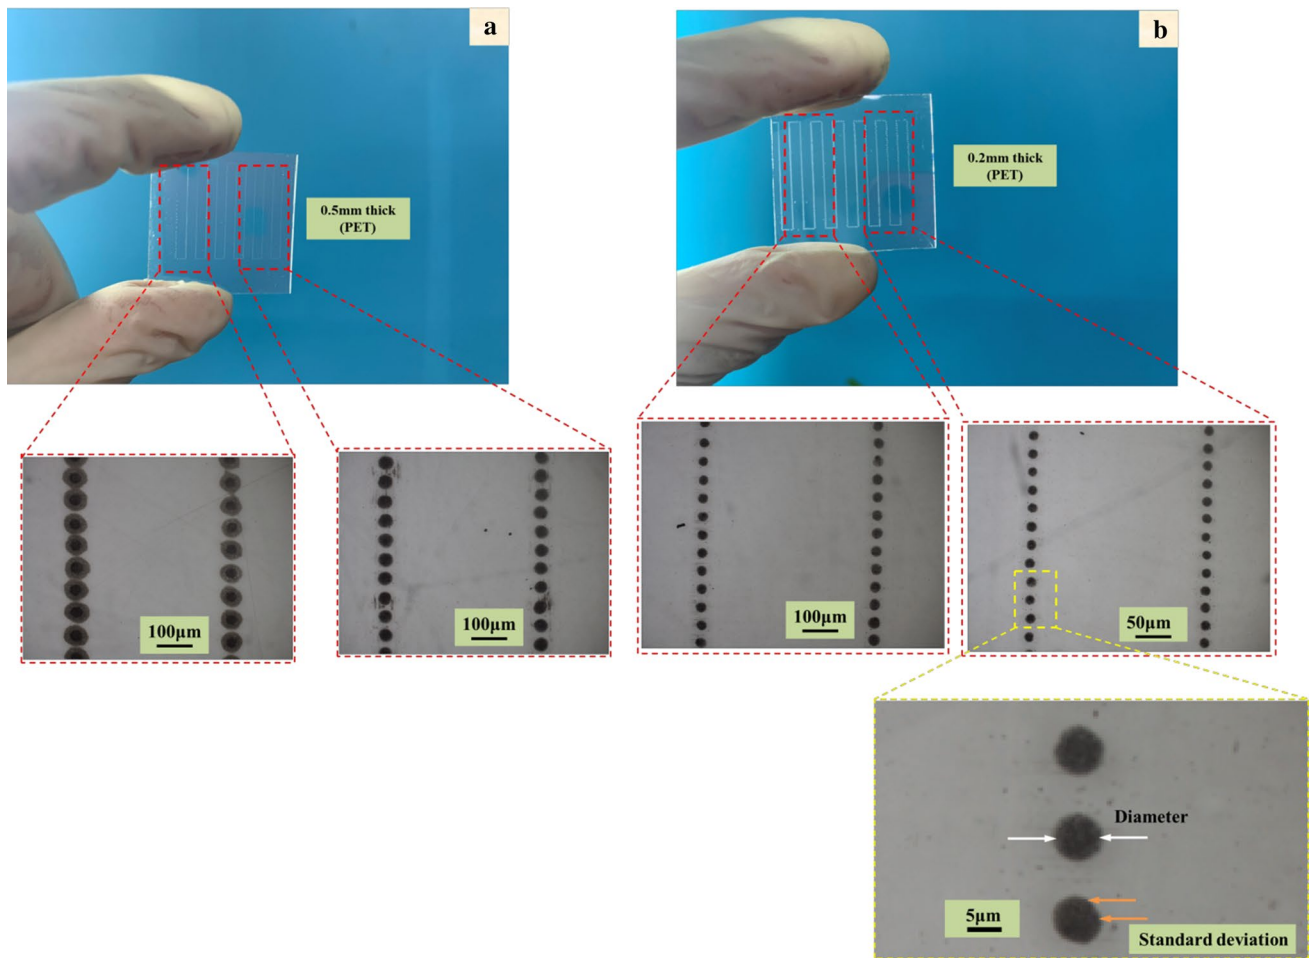 a
b
0.5mm thick
(PET)
0.2mm thick
(PET)
100μm
100μm
100μm
50μm
Diameter
5μm
Standard deviation